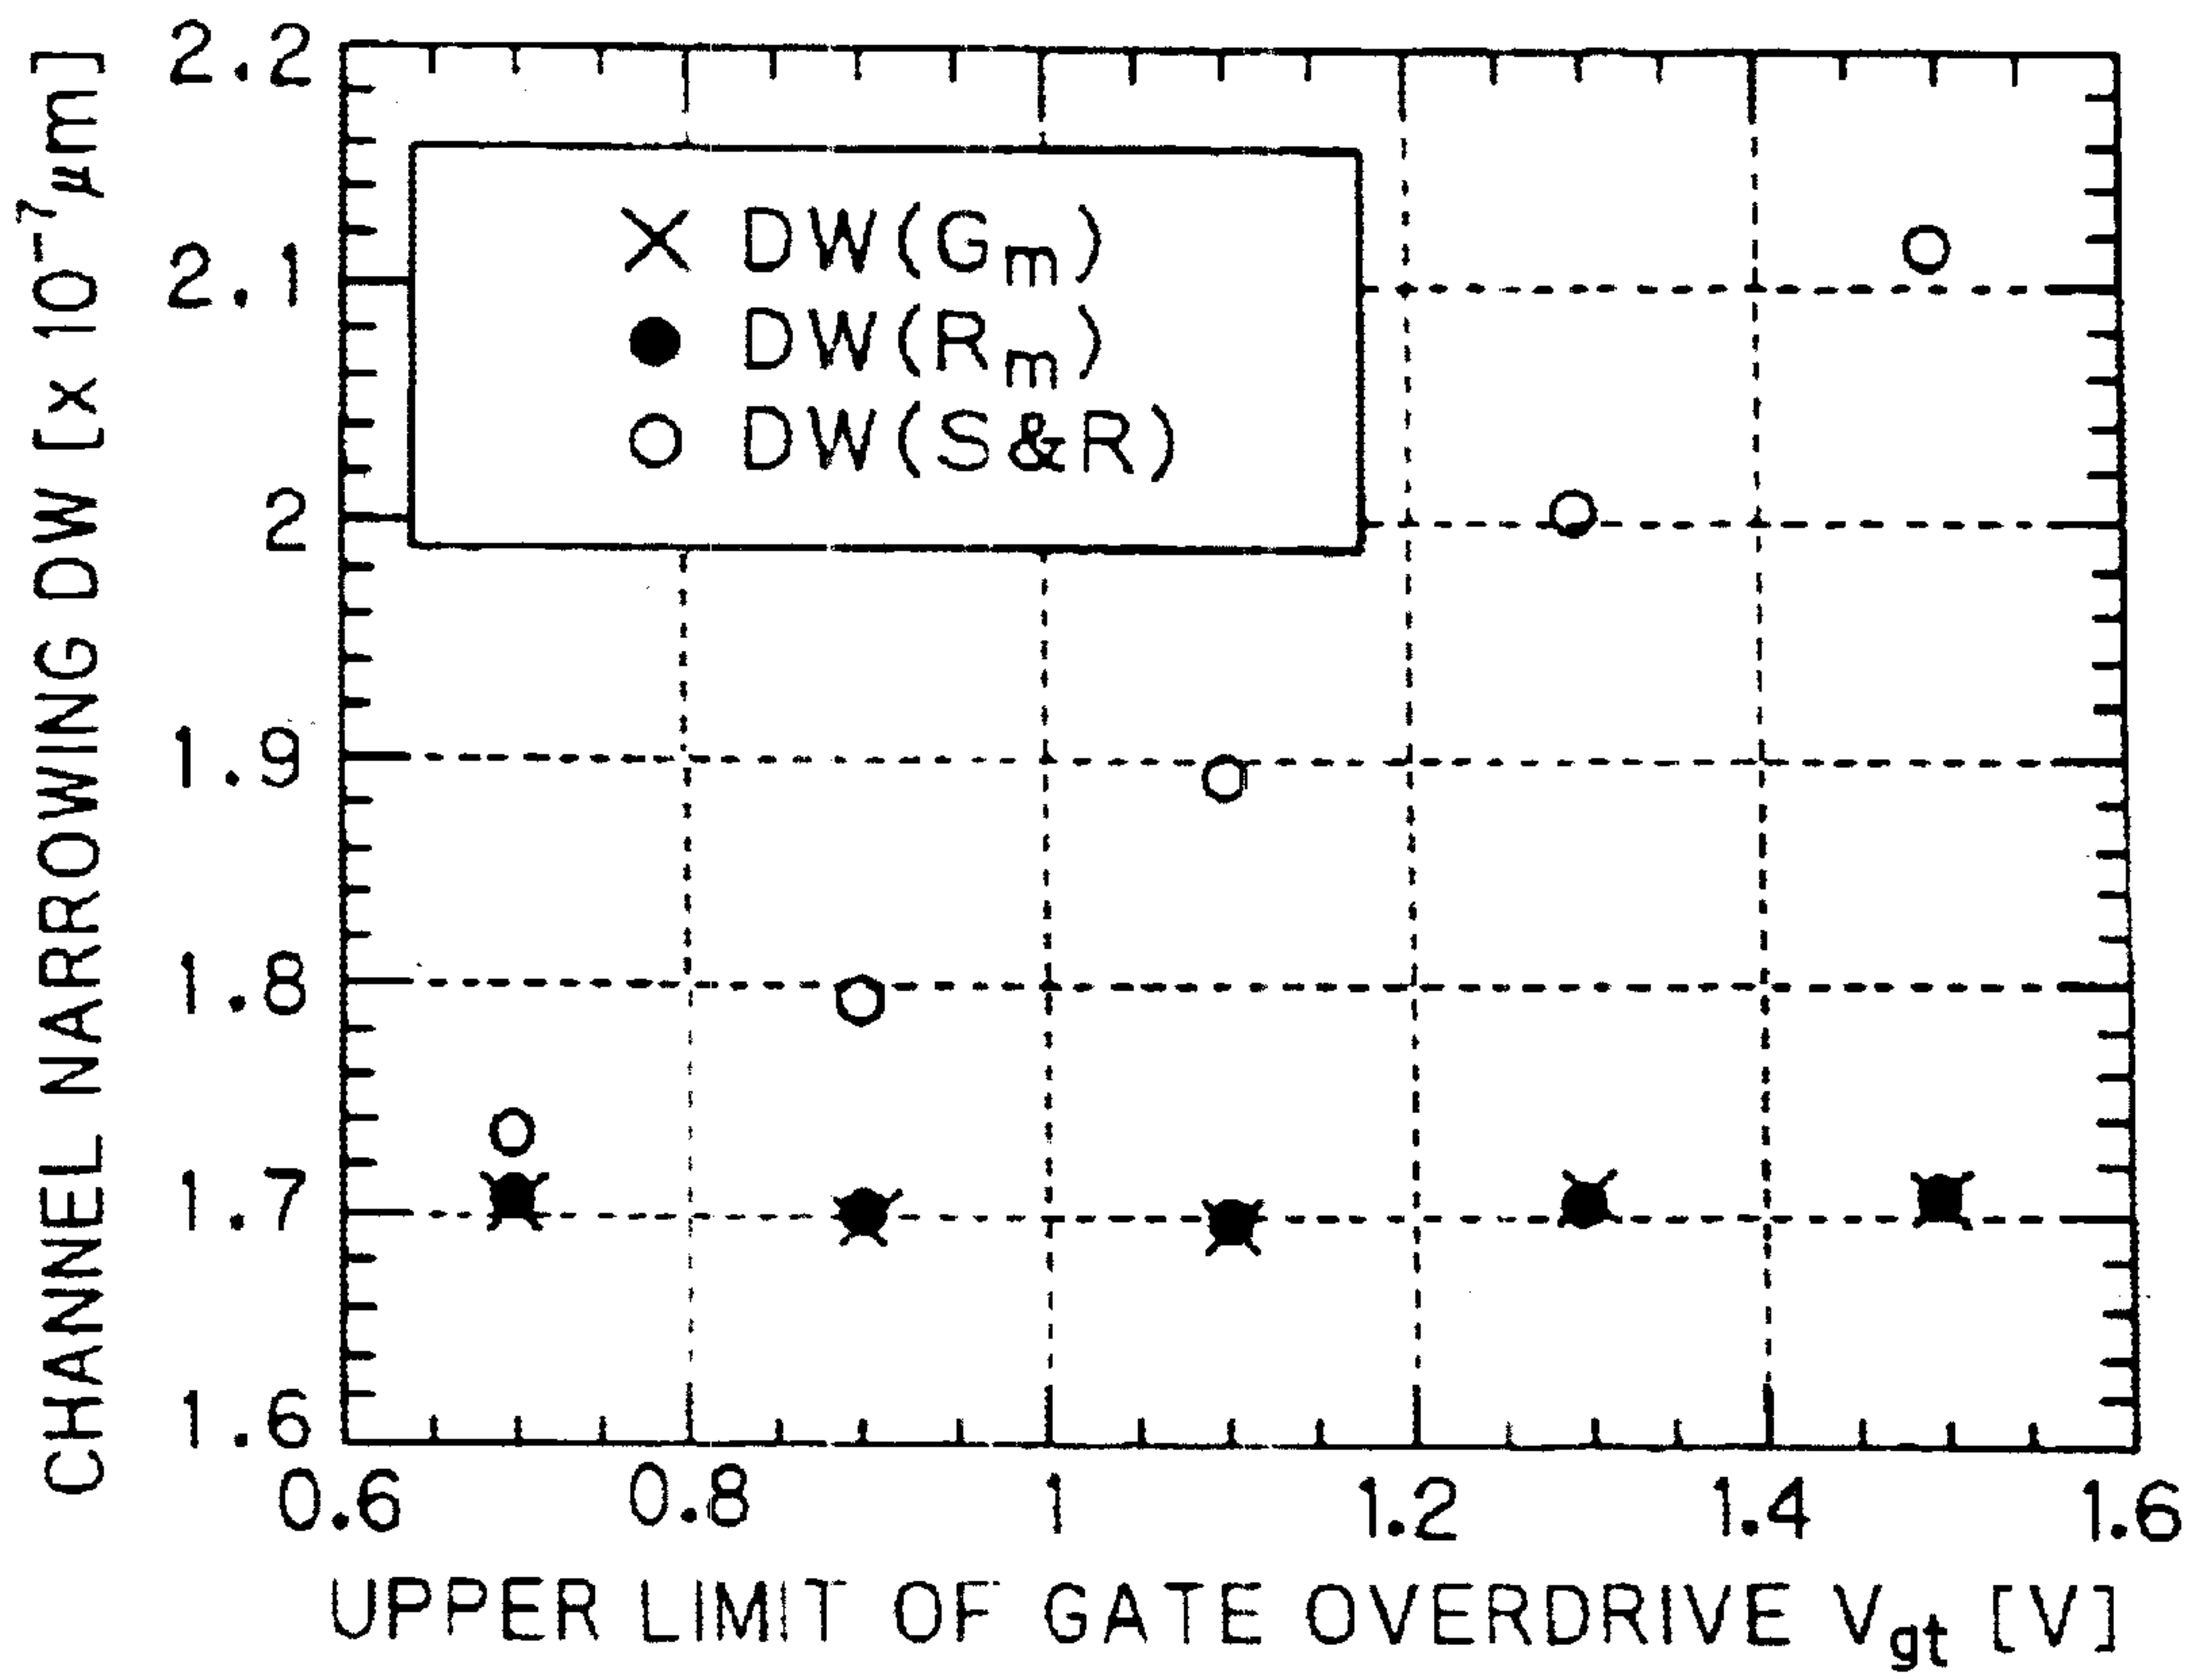 CHANNEL NARROWING DW [x 10⁻⁷μm]
2.2
2.1
2
1.9
1.8
1.7
1.6
× DW(Gm)
● DW(Rm)
○ DW(S&R)
0.6 0.8 1 1.2 1.4 1.6
UPPER LIMIT OF GATE OVERDRIVE Vgt [V]